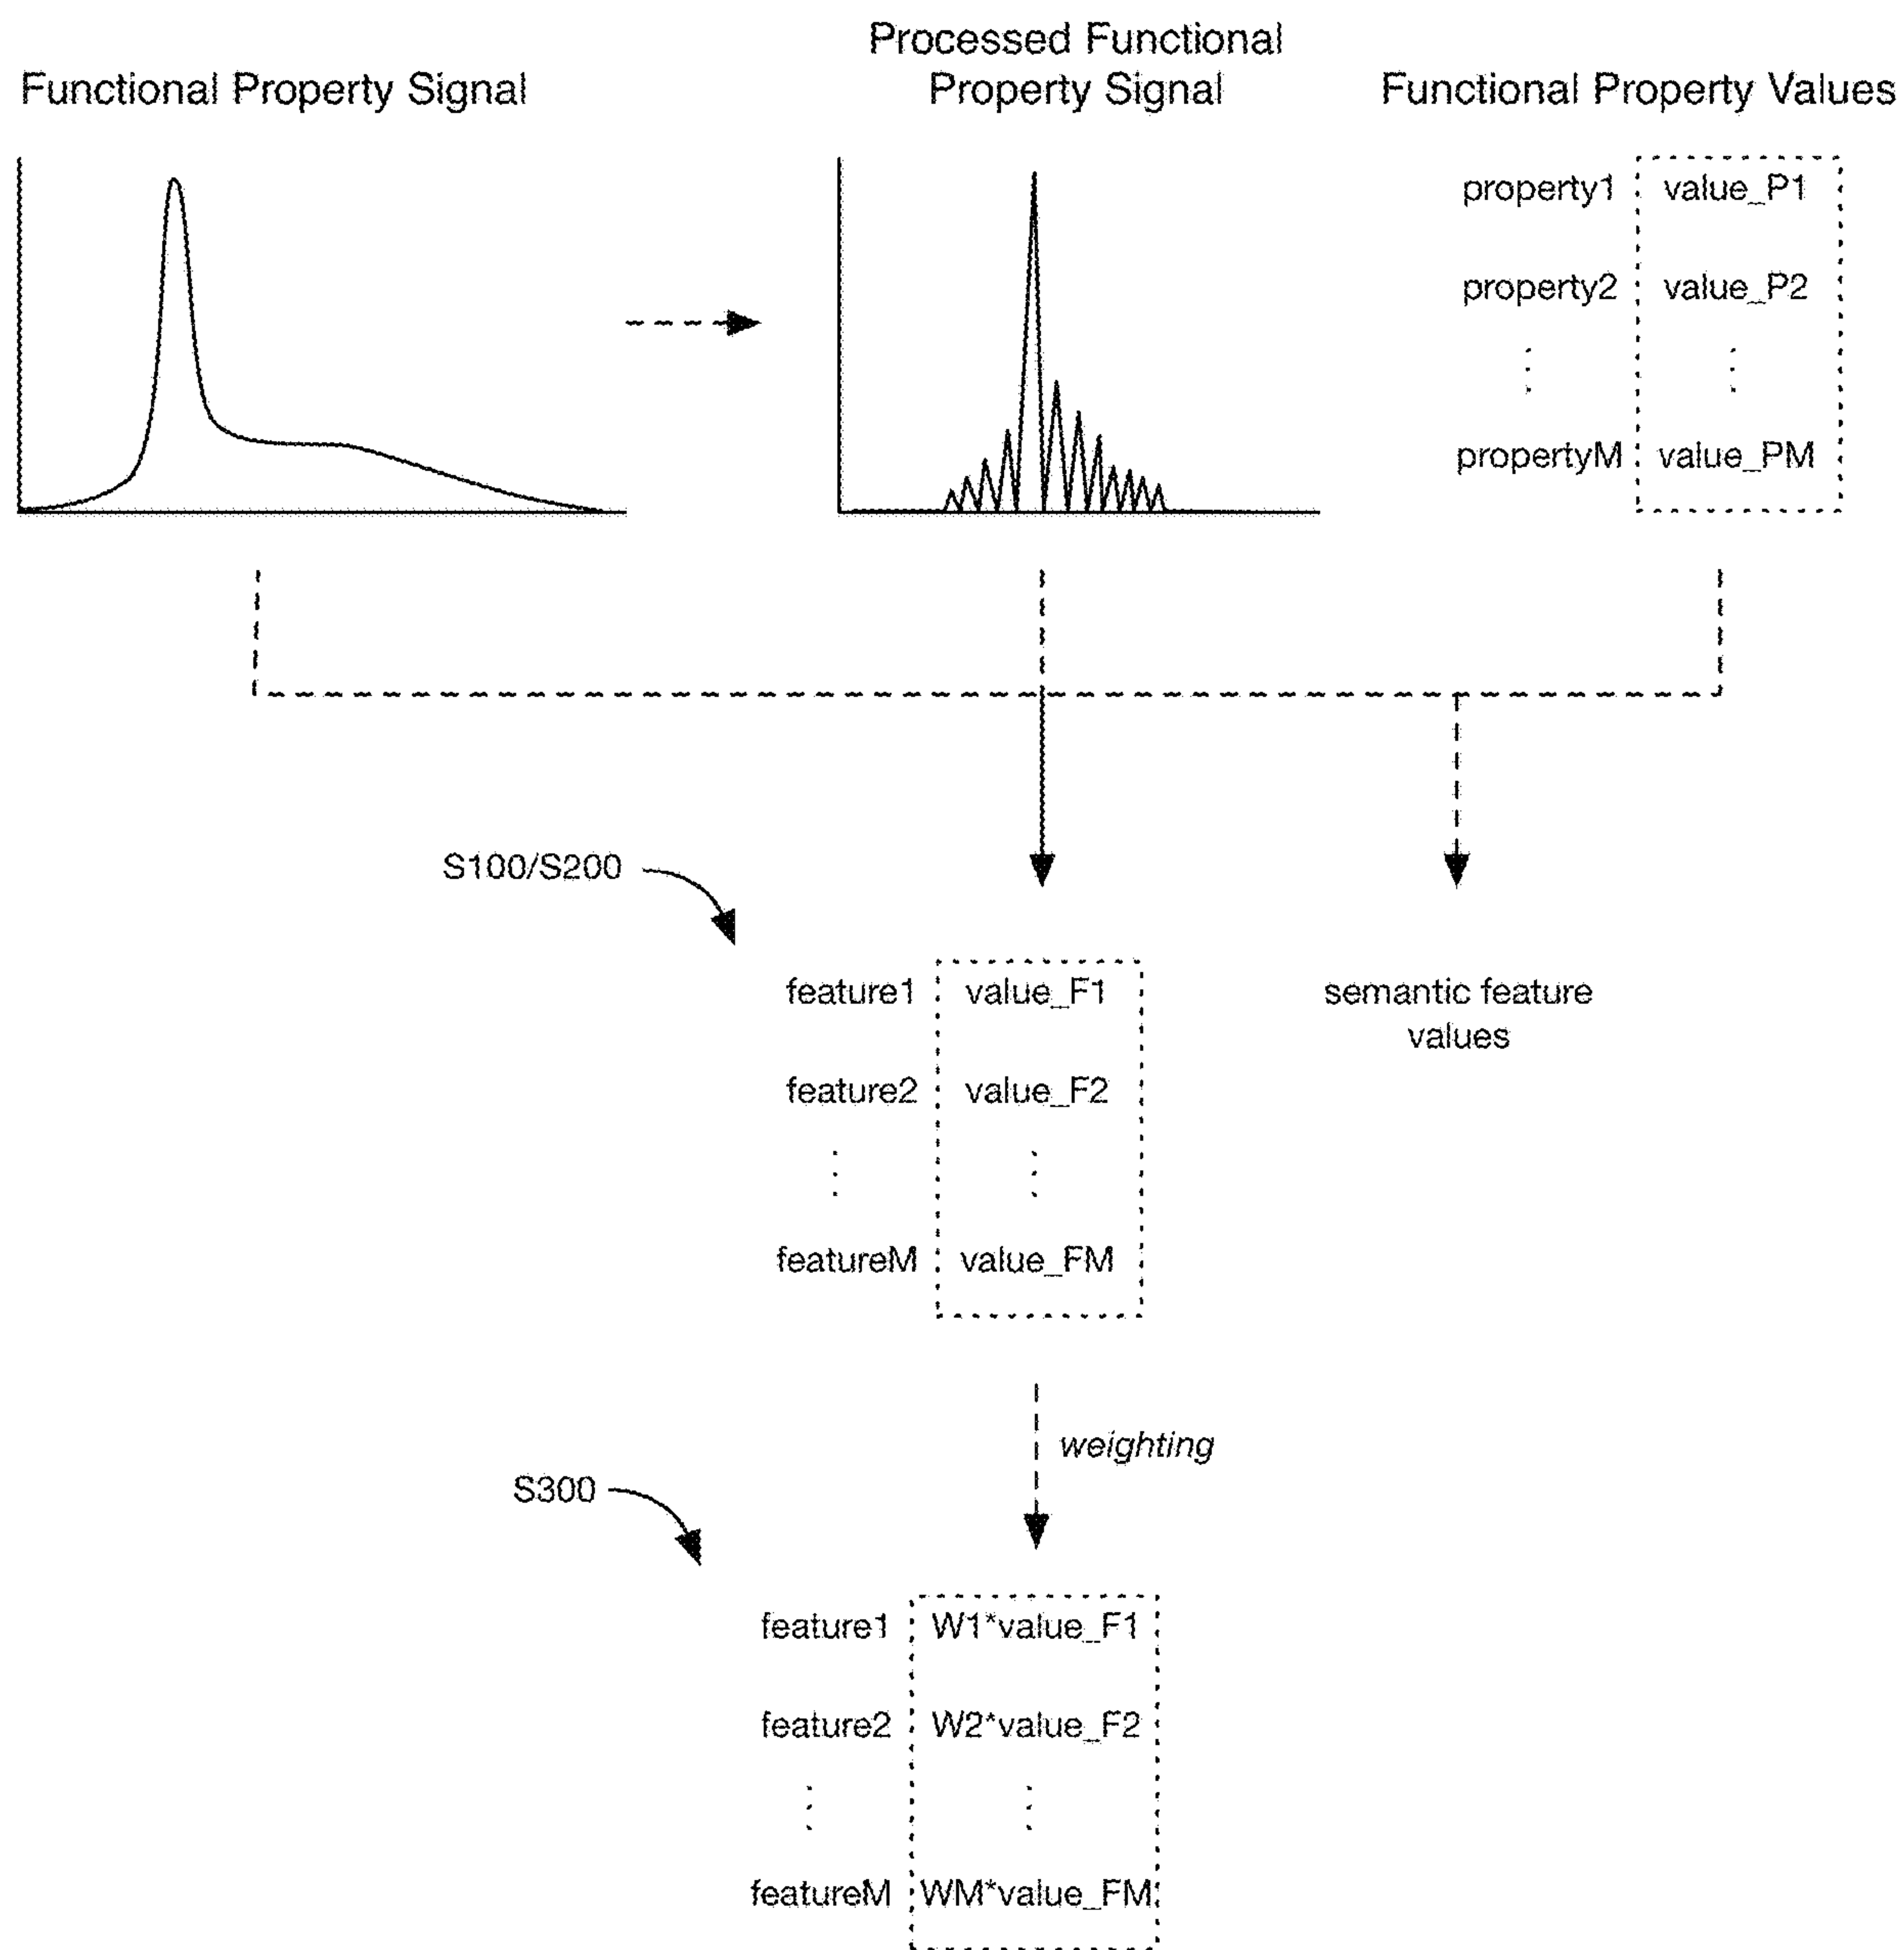 Functional Property Signal
Processed Functional
Property Signal
Functional Property Values
property1 value_P1
property2 value_P2
⋮ ⋮
propertyM value_PM
S100/S200
feature1 value_F1
feature2 value_F2
⋮ ⋮
featureM value_FM
semantic feature
values
weighting
S300
feature1 W1*value_F1
feature2 W2*value_F2
⋮ ⋮
featureM WM*value_FM